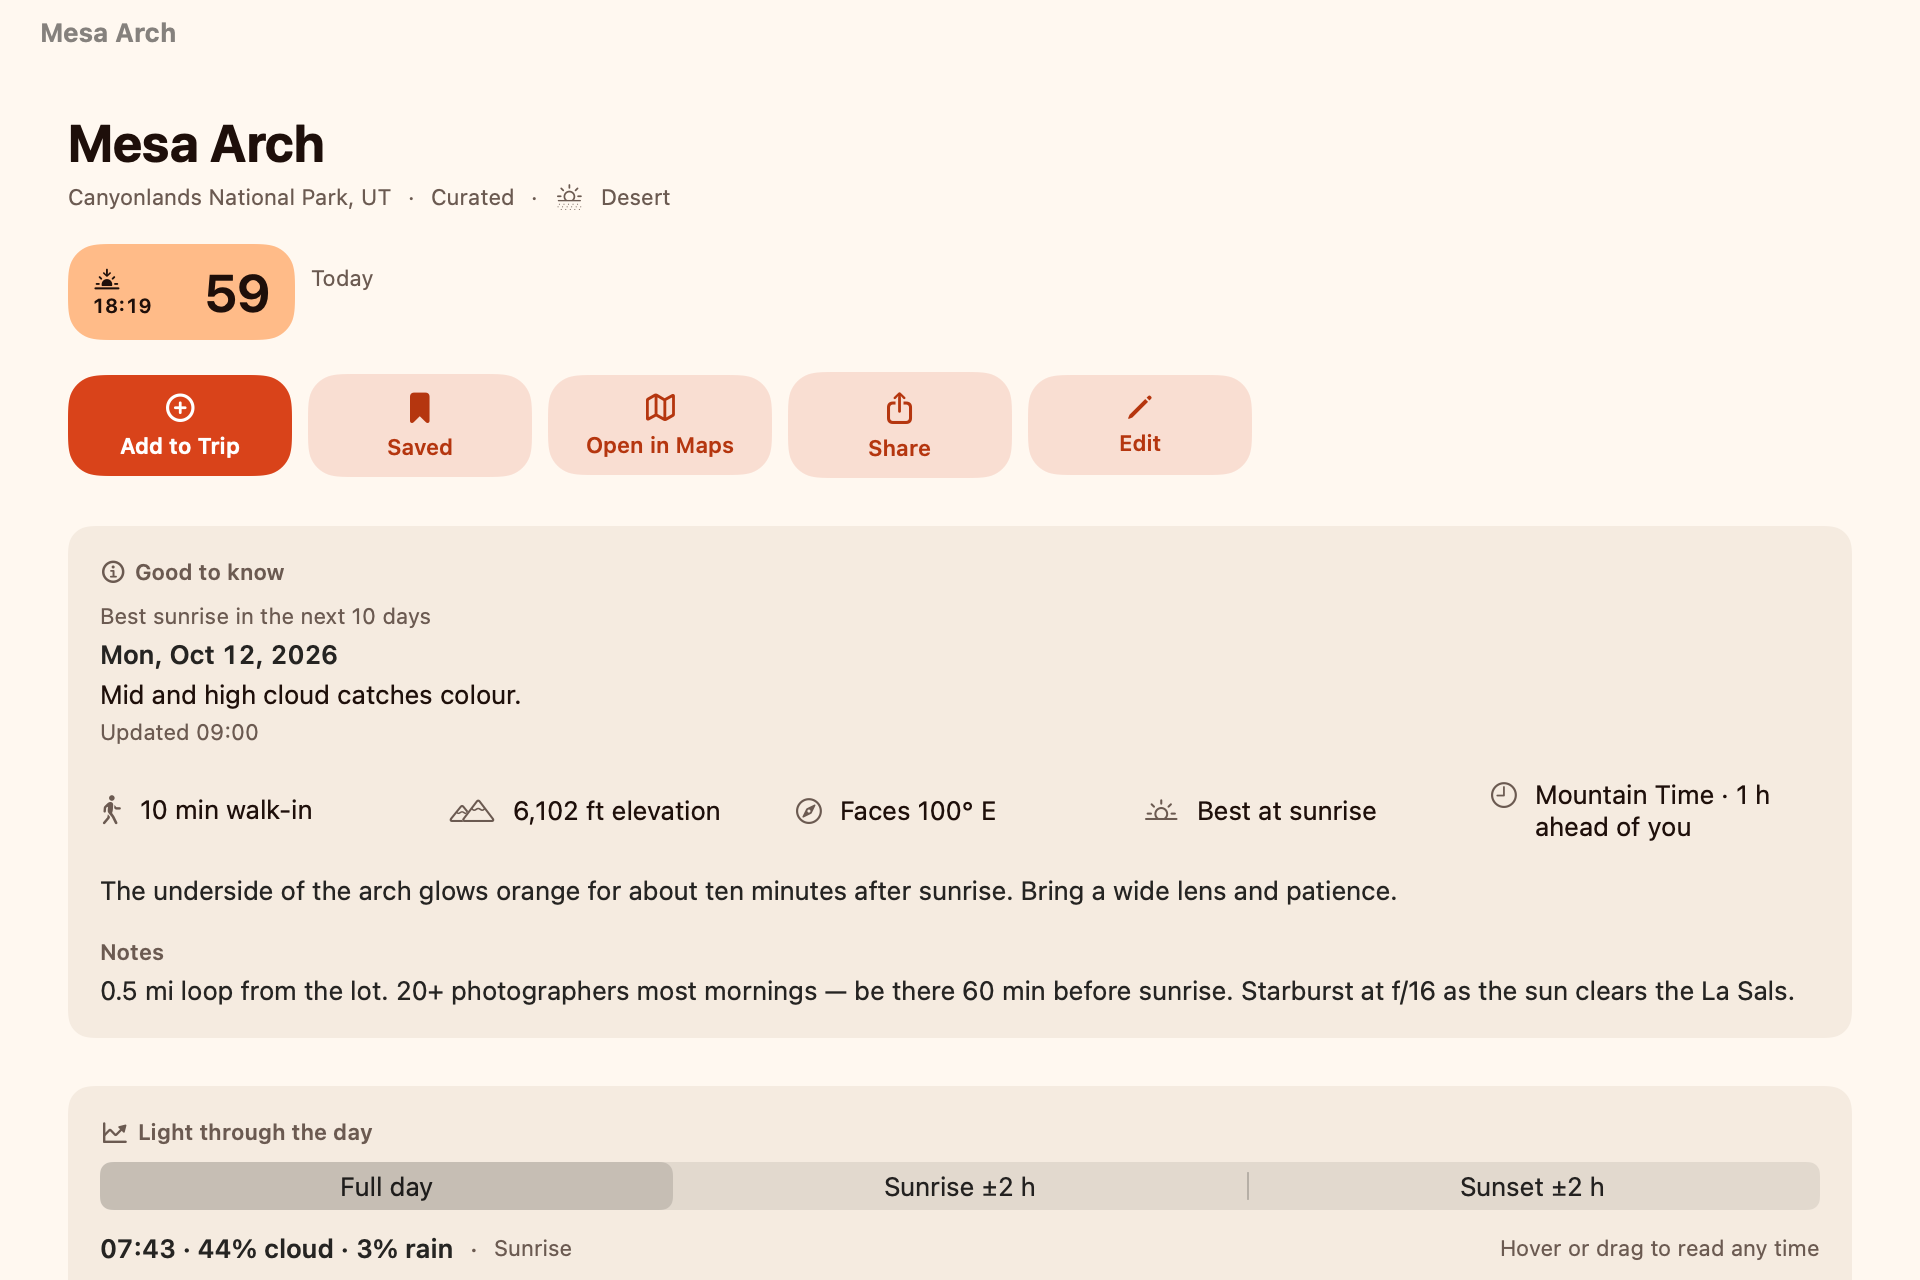 Mesa Arch
Mesa Arch
Canyonlands National Park, UT · Curated · Desert
18:19
59
Today
Add to Trip
Saved
Open in Maps
Share
Edit
Good to know
Best sunrise in the next 10 days
Mon, Oct 12, 2026
Mid and high cloud catches colour.
Updated 09:00
10 min walk-in
6,102 ft elevation
Faces 100° E
Best at sunrise
Mountain Time · 1 h
ahead of you
The underside of the arch glows orange for about ten minutes after sunrise. Bring a wide lens and patience.
Notes
0.5 mi loop from the lot. 20+ photographers most mornings — be there 60 min before sunrise. Starburst at f/16 as the sun clears the La Sals.
Light through the day
Full day
Sunrise ±2 h
Sunset ±2 h
07:43 · 44% cloud · 3% rain · Sunrise
Hover or drag to read any time